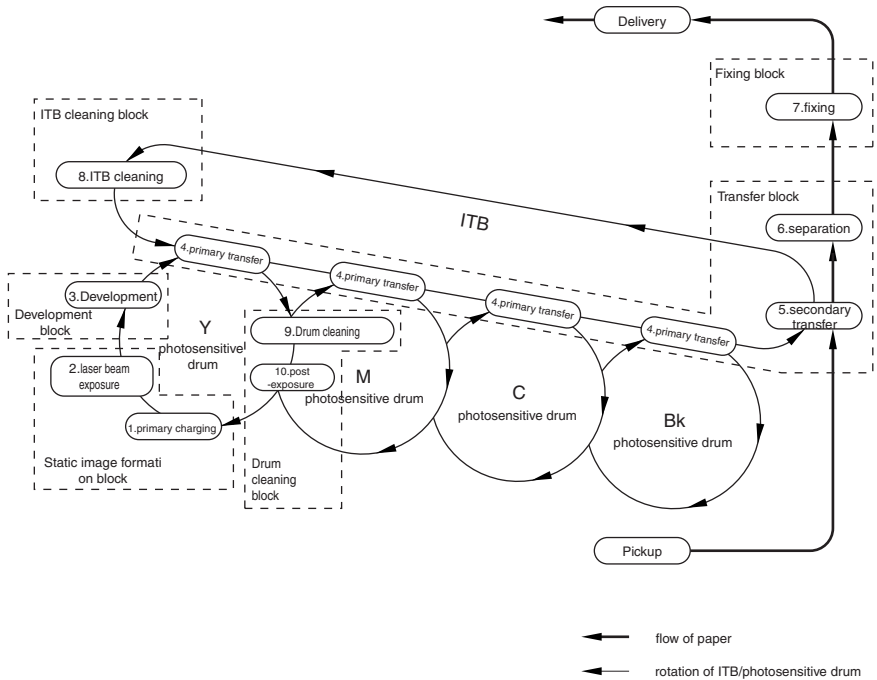 Delivery
Fixing block
7.fixing
ITB cleaning block
8.ITB cleaning
Transfer block
6.separation
ITB
4.primary transfer
4.primary transfer
4.primary transfer
4.primary transfer
5.secondary
transfer
3.Development
Development
block
Y
photosensitive
drum
9.Drum cleaning
2.laser beam
exposure
10.post
-exposure
M
photosensitive drum
C
photosensitive drum
Bk
photosensitive drum
1.primary charging
Static image formati
on block
Drum
cleaning
block
Pickup
flow of paper
rotation of ITB/photosensitive drum